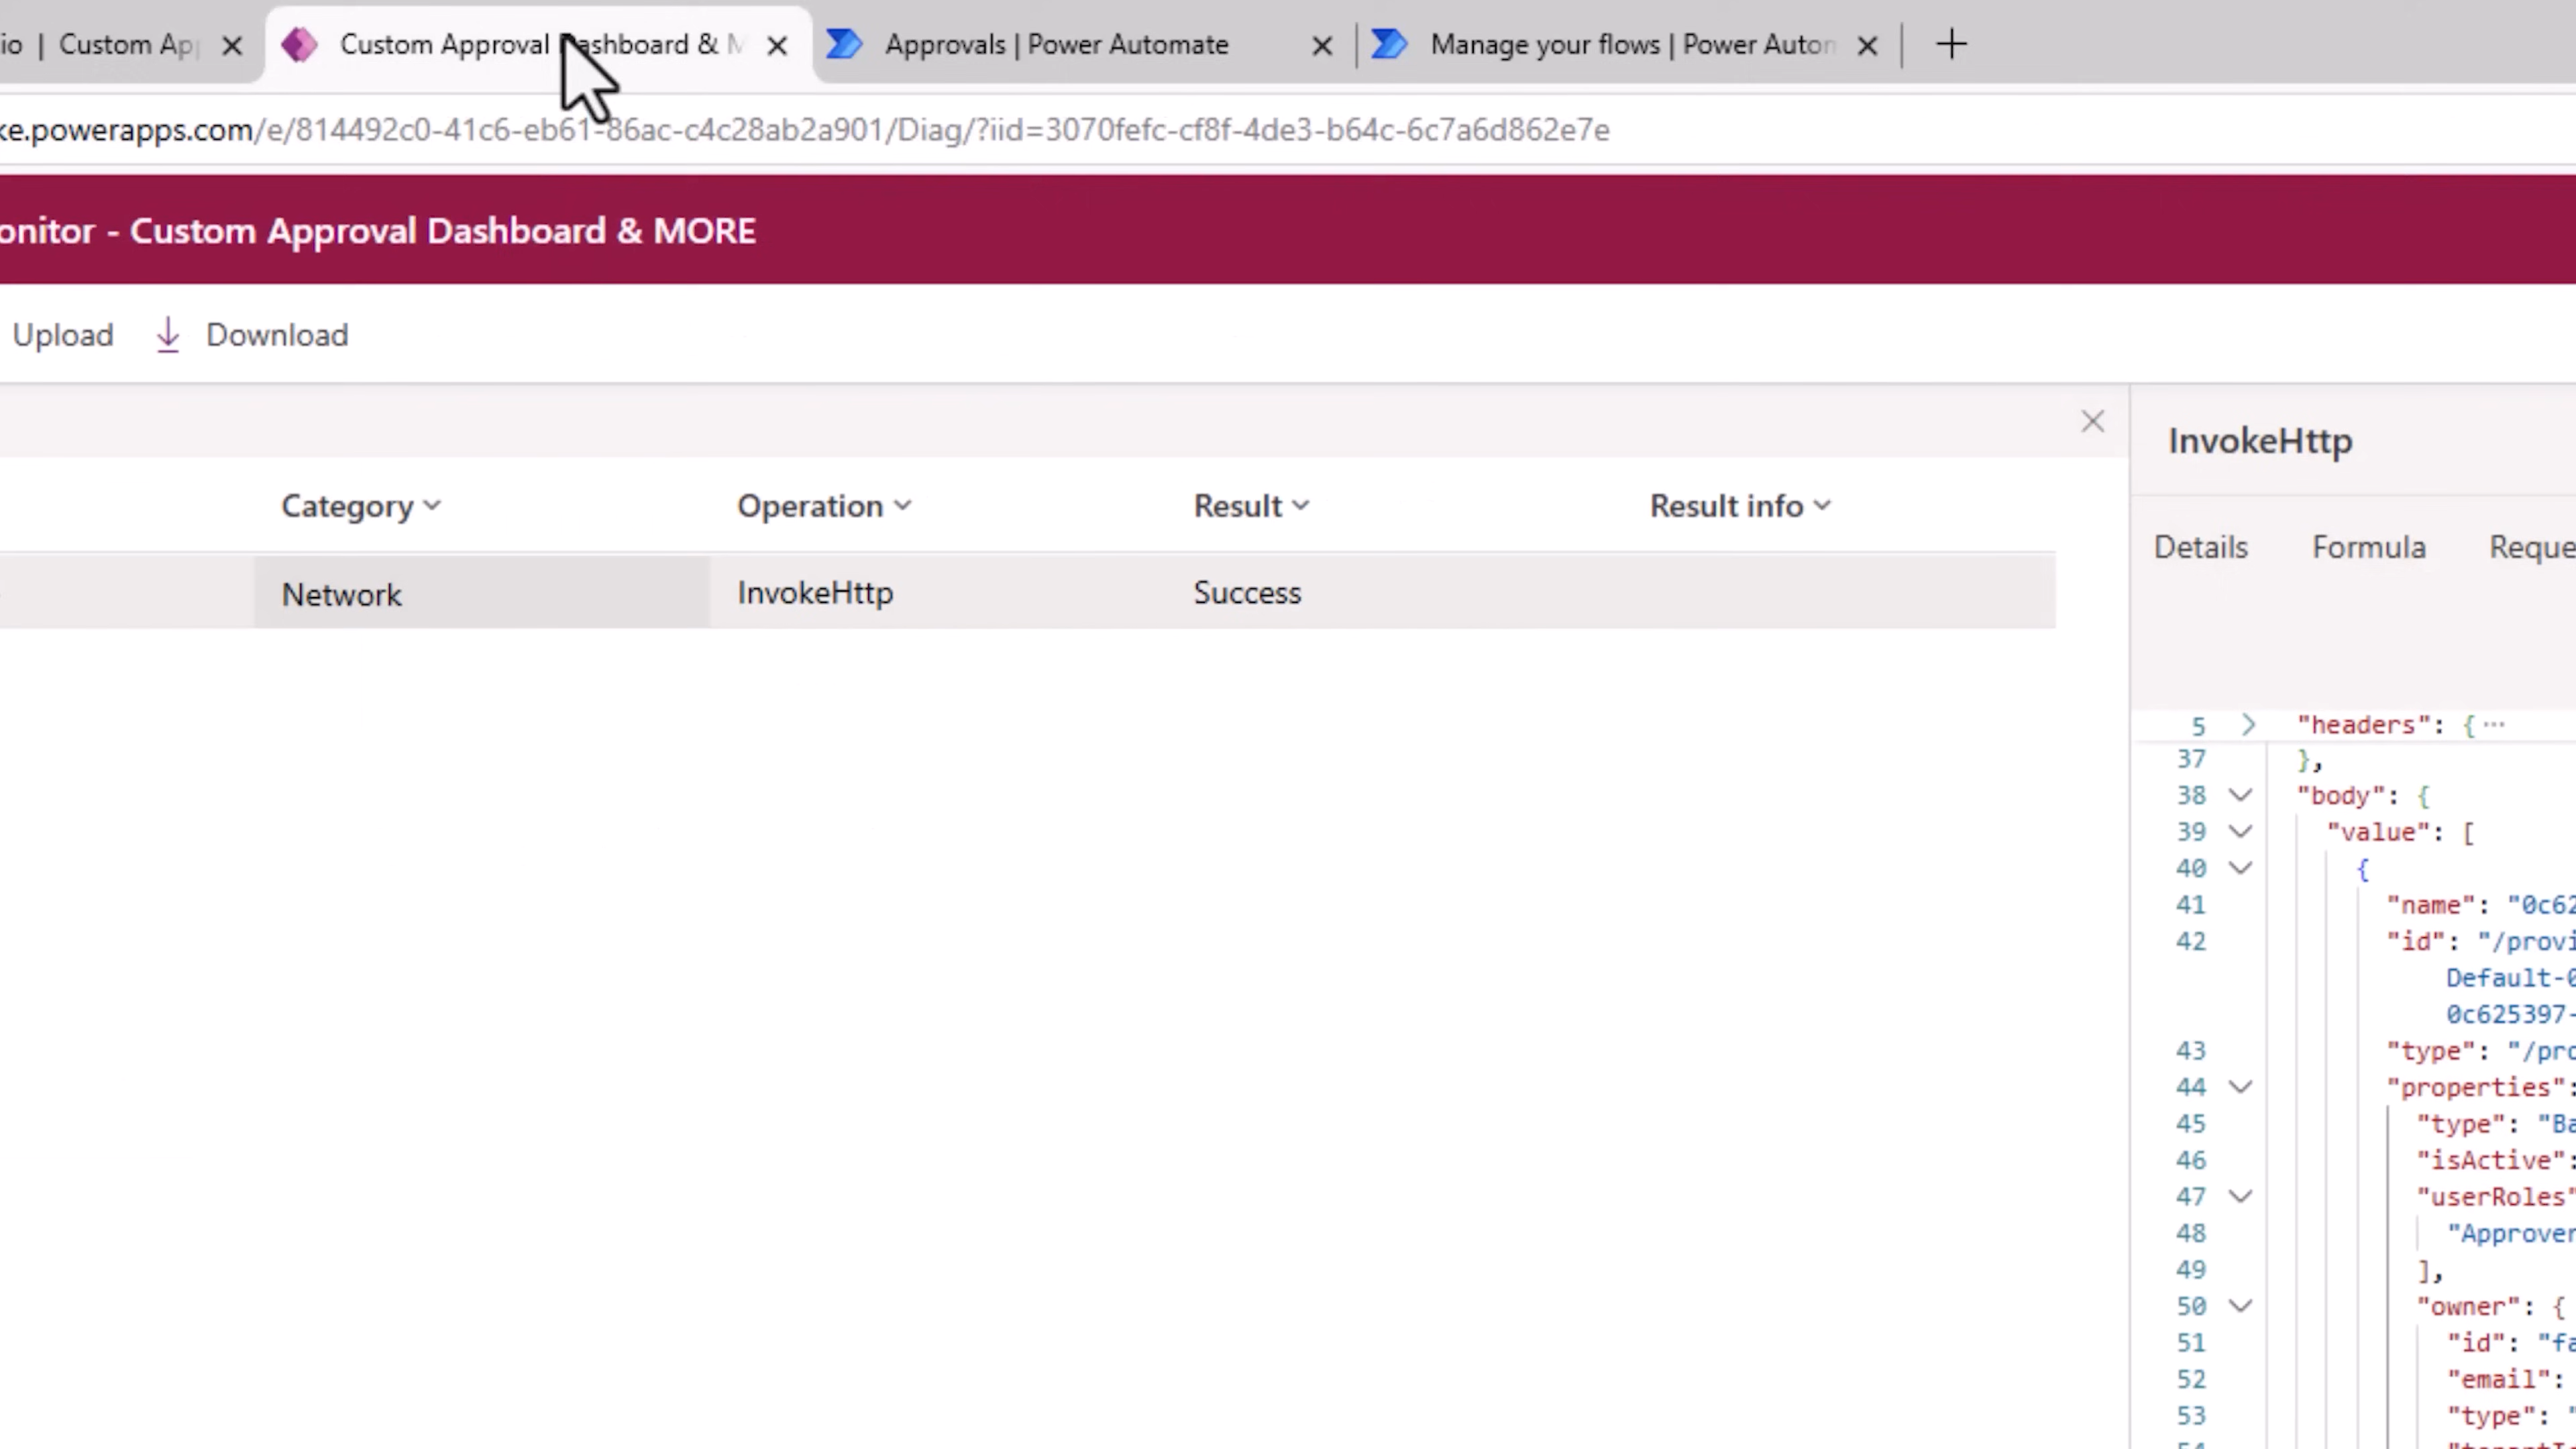 io | Custom Ap
Custom Approval Dashboard & M
Approvals | Power Automate
Manage your flows | Power Auton
ke.powerapps.com/e/814492c0-41c6-eb61-86ac-c4c28ab2a901/Diag/?iid=3070fefc-cf8f-4de3-b64c-6c7a6d862e7e
onitor - Custom Approval Dashboard & MORE
Upload Download
InvokeHttp
Category Operation Result Result info
Details Formula Reque
Network InvokeHttp Success
5 "headers": {···
37 },
38 "body": {
39 "value": [
40 {
41 "name": "0c62
42 "id": "/provi
Default-0
0c625397-
43 "type": "/pro
44 "properties":
45 "type": "Ba
46 "isActive":
47 "userRoles"
48 "Approver
49 ],
50 "owner": {
51 "id": "fa
52 "email":
53 "type": "